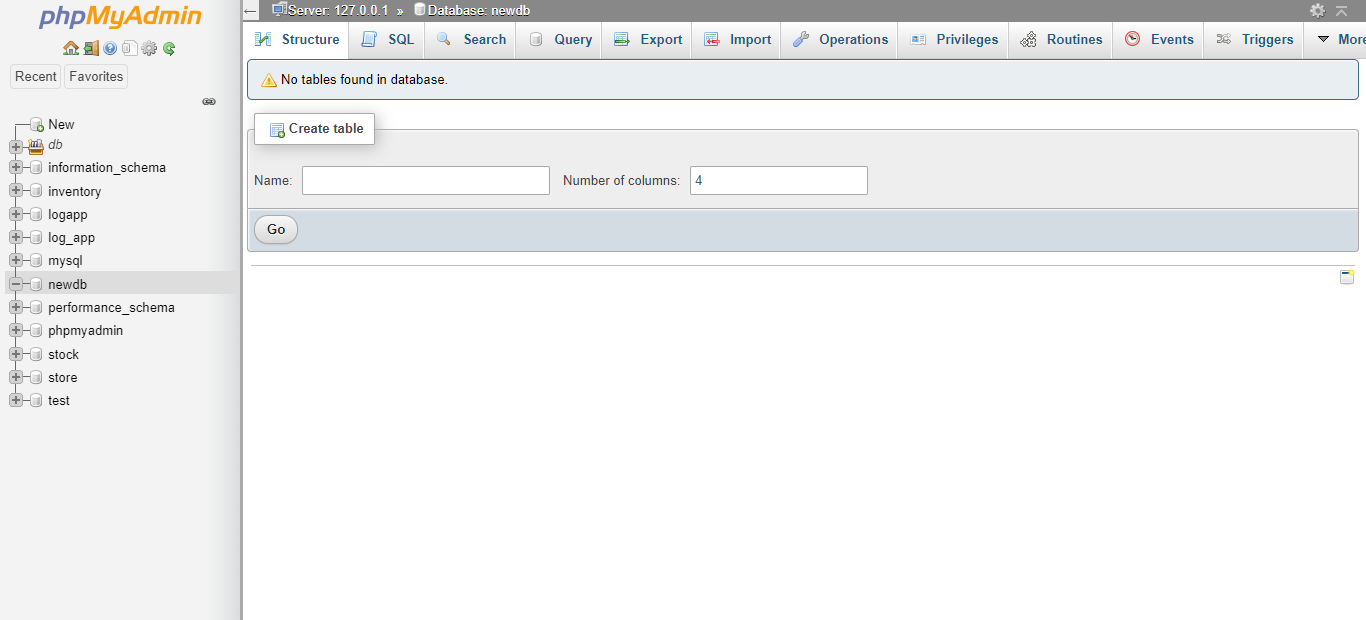 phpMyAdmin
Recent Favorites
New
db
information_schema
inventory
logapp
log_app
mysql
newdb
performance_schema
phpmyadmin
stock
store
test
Server: 127.0.0.1 » Database: newdb
Structure SQL Search Query Export Import Operations Privileges Routines Events Triggers More
No tables found in database.
Create table
Name: Number of columns: 4
Go